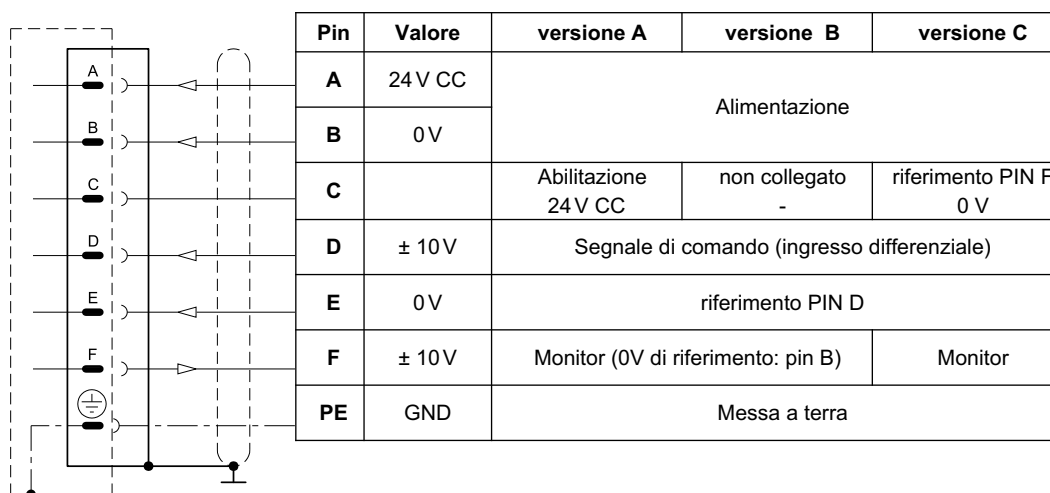 Pin Valore versione A versione B versione C
A 24 V CC Alimentazione
B 0 V
C Abilitazione 24 V CC non collegato - riferimento PIN F 0 V
D ± 10 V Segnale di comando (ingresso differenziale)
E 0 V riferimento PIN D
F ± 10 V Monitor (0V di riferimento: pin B) Monitor
PE GND Messa a terra
A
B
C
D
E
F